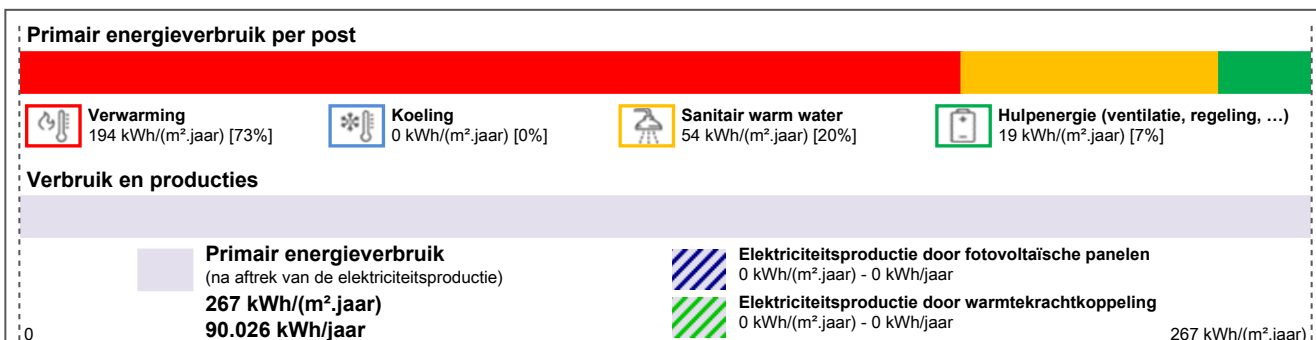 Primair energieverbruik per post
Verwarming
194 kWh/(m².jaar) [73%]
Koeling
0 kWh/(m².jaar) [0%]
Sanitair warm water
54 kWh/(m².jaar) [20%]
Hulpenergie (ventilatie, regeling, …)
19 kWh/(m².jaar) [7%]
Verbruik en producties
Primair energieverbruik
(na aftrek van de elektriciteitsproductie)
267 kWh/(m².jaar)
90.026 kWh/jaar
Elektriciteitsproductie door fotovoltaïsche panelen
0 kWh/(m².jaar) - 0 kWh/jaar
Elektriciteitsproductie door warmtekrachtkoppeling
0 kWh/(m².jaar) - 0 kWh/jaar
0
267 kWh/(m².jaar)